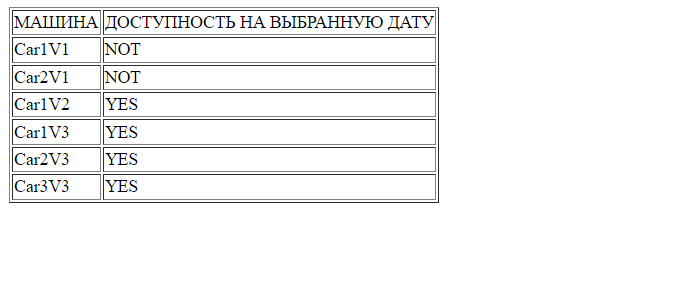 МАШИНА ДОСТУПНОСТЬ НА ВЫБРАННУЮ ДАТУ
Car1V1 NOT
Car2V1 NOT
Car1V2 YES
Car1V3 YES
Car2V3 YES
Car3V3 YES